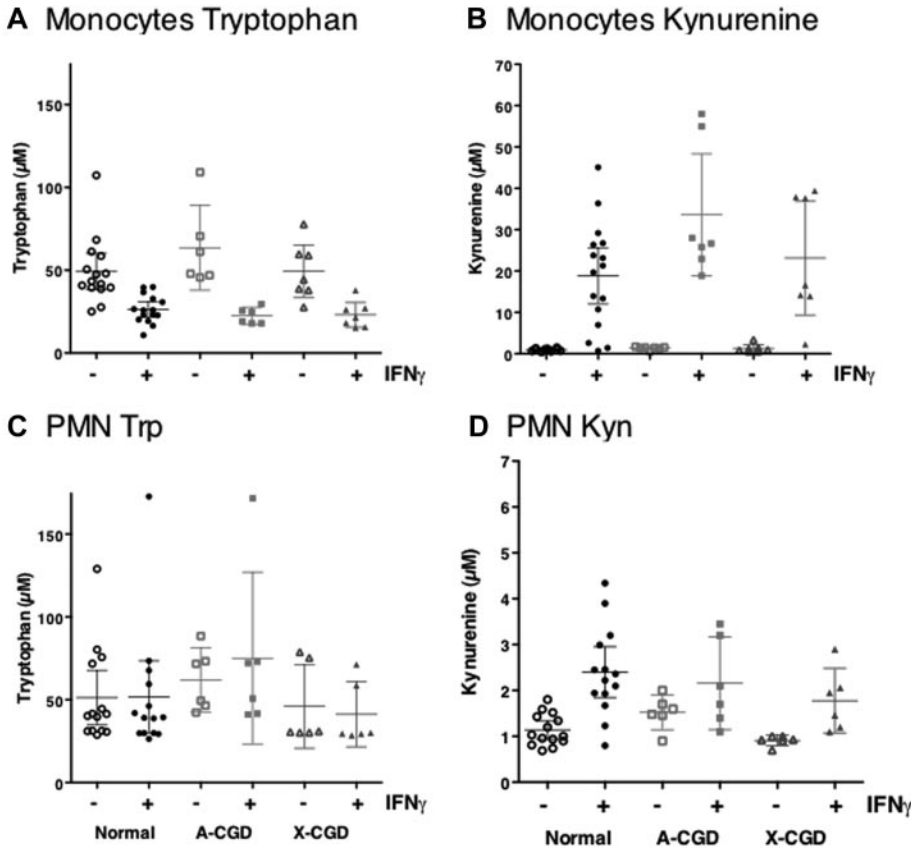 A Monocytes Tryptophan
Tryptophan (µM)
150
100
50
0
- + - + - + IFNγ
B Monocytes Kynurenine
Kynurenine (µM)
70
60
50
40
30
20
10
0
- + - + - + IFNγ
C PMN Trp
Tryptophan (µM)
150
100
50
0
- + - + - + IFNγ
Normal A-CGD X-CGD
D PMN Kyn
Kynurenine (µM)
7
6
5
4
3
2
1
0
- + - + - + IFNγ
Normal A-CGD X-CGD